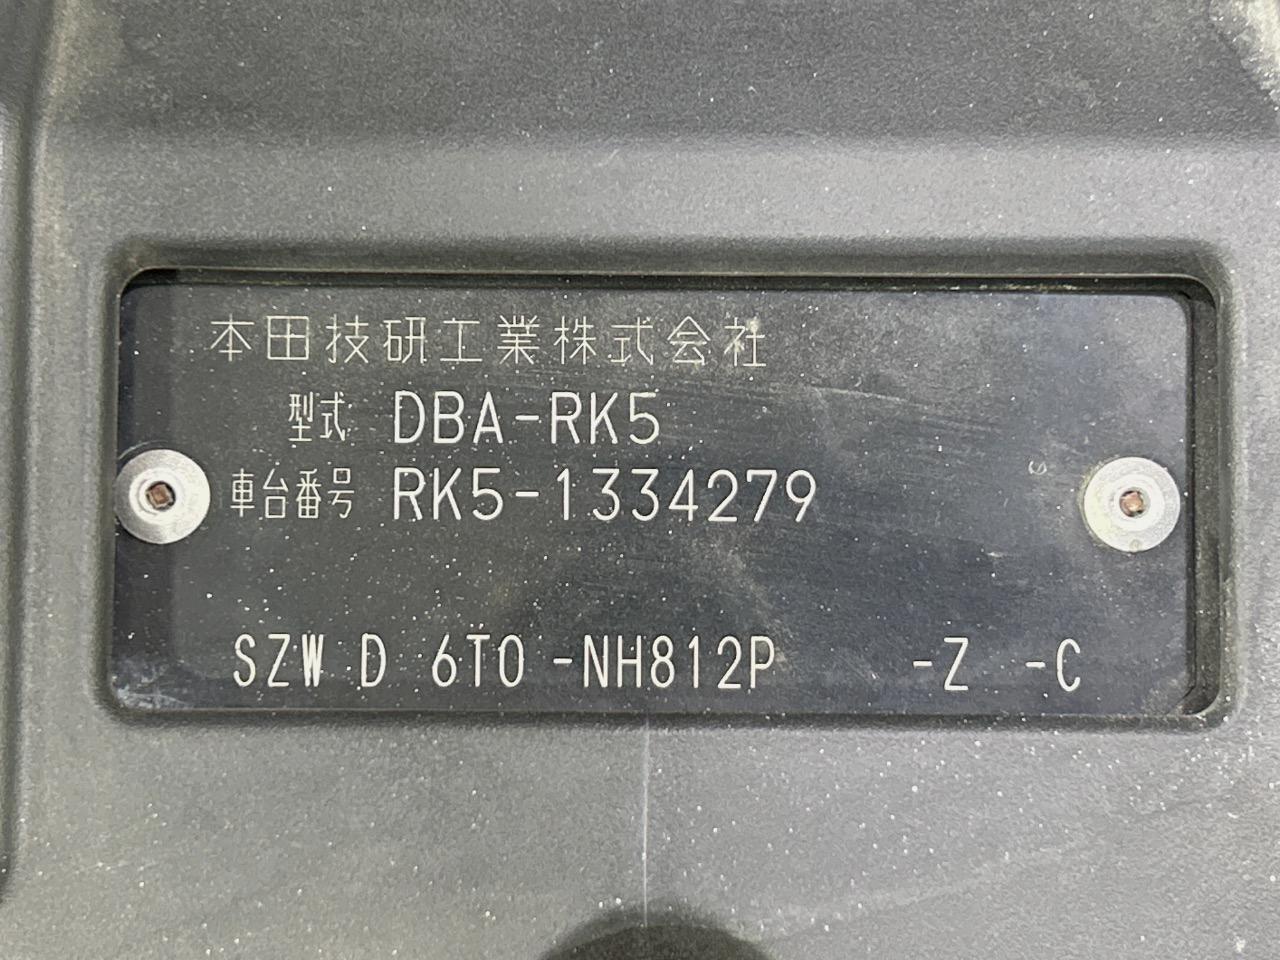 本田技研工業株式会社
型式 DBA-RK5
車台番号 RK5-1334279
SZW D 6T0 -NH812P -Z -C